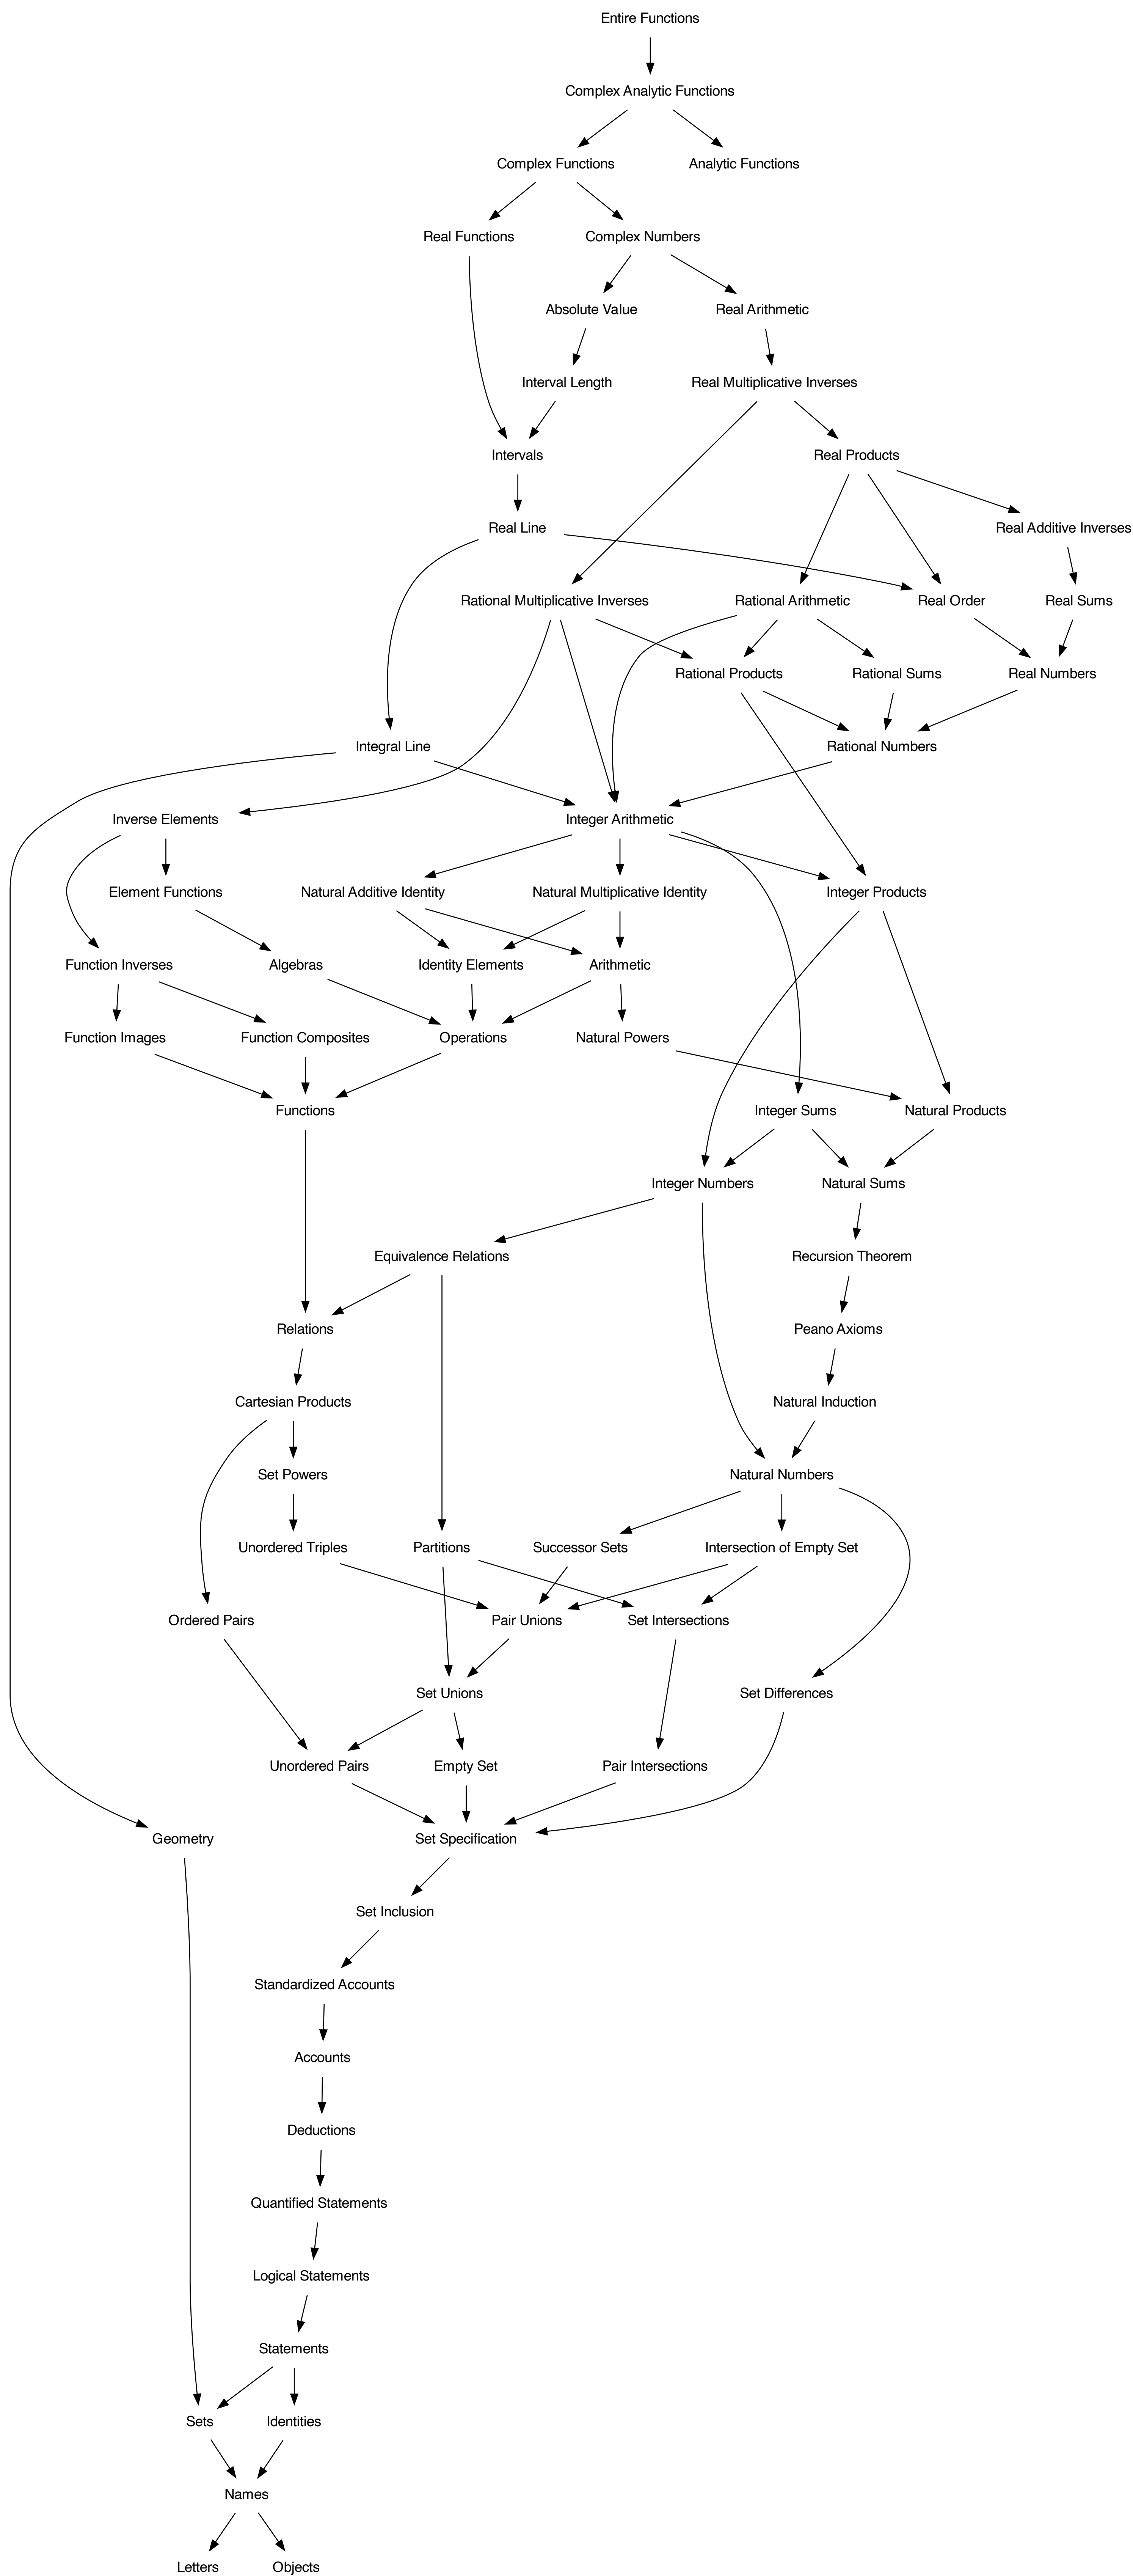 Entire Functions
Complex Analytic Functions
Complex Functions
Analytic Functions
Real Functions
Complex Numbers
Absolute Value
Real Arithmetic
Interval Length
Real Multiplicative Inverses
Intervals
Real Products
Real Line
Real Additive Inverses
Rational Multiplicative Inverses
Rational Arithmetic
Real Order
Real Sums
Rational Products
Rational Sums
Real Numbers
Integral Line
Rational Numbers
Inverse Elements
Integer Arithmetic
Element Functions
Natural Additive Identity
Natural Multiplicative Identity
Integer Products
Function Inverses
Algebras
Identity Elements
Arithmetic
Function Images
Function Composites
Operations
Natural Powers
Functions
Integer Sums
Natural Products
Integer Numbers
Natural Sums
Equivalence Relations
Recursion Theorem
Relations
Peano Axioms
Cartesian Products
Natural Induction
Set Powers
Natural Numbers
Unordered Triples
Partitions
Successor Sets
Intersection of Empty Set
Ordered Pairs
Pair Unions
Set Intersections
Set Unions
Set Differences
Unordered Pairs
Empty Set
Pair Intersections
Geometry
Set Specification
Set Inclusion
Standardized Accounts
Accounts
Deductions
Quantified Statements
Logical Statements
Statements
Sets
Identities
Names
Letters
Objects